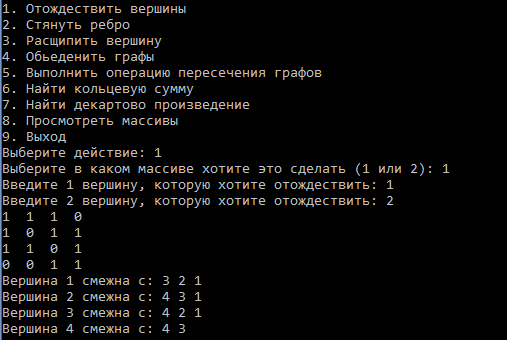 1. Отождествить вершины
2. Стянуть ребро
3. Расщипить вершину
4. Обьеденить графы
5. Выполнить операцию пересечения графов
6. Найти кольцевую сумму
7. Найти декартово произведение
8. Просмотреть массивы
9. Выход
Выберите действие: 1
Выберите в каком массиве хотите это сделать (1 или 2): 1
Введите 1 вершину, которую хотите отождествить: 1
Введите 2 вершину, которую хотите отождествить: 2
1 1 1 0
1 0 1 1
1 1 0 1
0 0 1 1
Вершина 1 смежна с: 3 2 1
Вершина 2 смежна с: 4 3 1
Вершина 3 смежна с: 4 2 1
Вершина 4 смежна с: 4 3